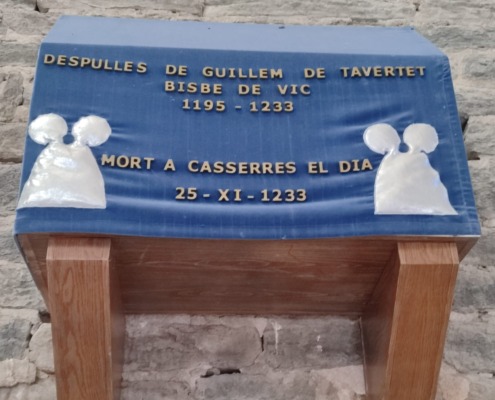 DESPULLES DE GUILLEM DE TAVERTET
BISBE DE VIC
1195 - 1233
MORT A CASSERRES EL DIA
25 - XI - 1233